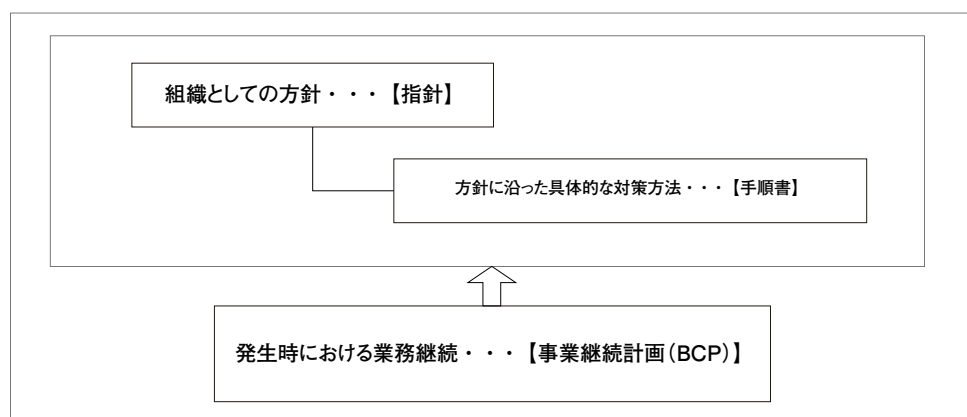 組織としての方針・・・【指針】
方針に沿った具体的な対策方法・・・【手順書】
発生時における業務継続・・・【事業継続計画（BCP）】